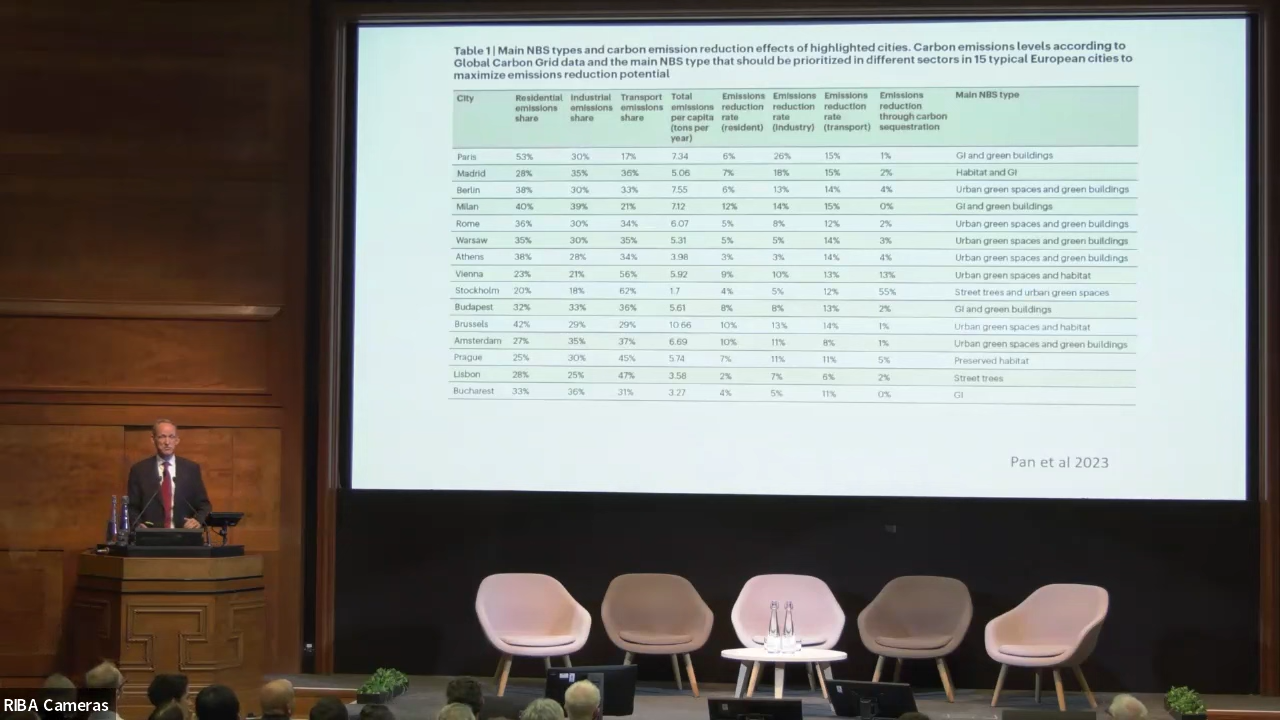 Table 1 | Main NBS types and carbon emission reduction effects of highlighted cities. Carbon emissions levels according to
Global Carbon Grid data and the main NBS type that should be prioritized in different sectors in 15 typical European cities to
maximize emissions reduction potential
City Residential emissions share Industrial emissions share Transport emissions share Total emissions per capita (tons per year) Emissions reduction rate (resident) Emissions reduction rate (industry) Emissions reduction rate (transport) Emissions reduction through carbon sequestration Main NBS type
Paris 53% 30% 17% 7.34 6% 26% 15% 1% GI and green buildings
Madrid 28% 35% 36% 5.06 7% 18% 15% 2% Habitat and GI
Berlin 38% 30% 33% 7.55 6% 13% 14% 4% Urban green spaces and green buildings
Milan 40% 39% 21% 7.12 12% 14% 15% 0% GI and green buildings
Rome 36% 30% 34% 6.07 5% 8% 12% 2% Urban green spaces and green buildings
Warsaw 35% 30% 35% 5.31 5% 5% 14% 3% Urban green spaces and green buildings
Athens 38% 28% 34% 3.98 3% 3% 14% 4% Urban green spaces and green buildings
Vienna 23% 21% 56% 5.92 9% 10% 13% 13% Urban green spaces and habitat
Stockholm 20% 18% 62% 1.7 4% 5% 12% 55% Street trees and urban green spaces
Budapest 32% 33% 36% 5.61 8% 8% 13% 2% GI and green buildings
Brussels 42% 29% 29% 10.66 10% 13% 14% 1% Urban green spaces and habitat
Amsterdam 27% 35% 37% 6.69 10% 11% 8% 1% Urban green spaces and green buildings
Prague 25% 30% 45% 5.74 7% 11% 11% 5% Preserved habitat
Lisbon 28% 25% 47% 3.58 2% 7% 6% 2% Street trees
Bucharest 33% 36% 31% 3.27 4% 5% 11% 0% GI
Pan et al 2023
RIBA Cameras